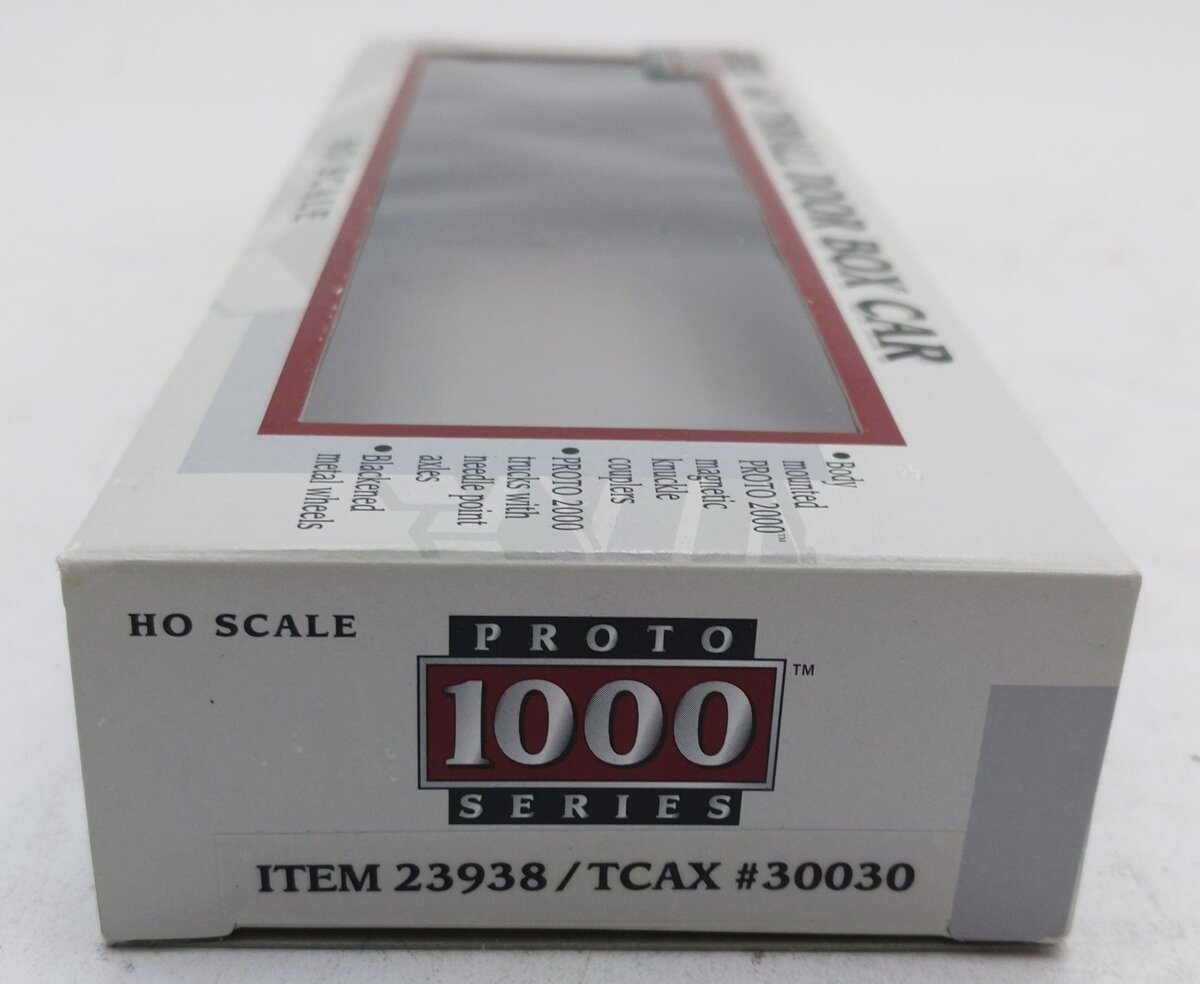 HO SCALE
DOOR BOX CAR
• Body
mounted
PROTO 2000™
magnetic
knuckle
couplers
• PROTO 2000
trucks with
needle point
axles
• Blackened
metal wheels
HO SCALE
PROTO
1000™
SERIES
ITEM 23938/TCAX #30030